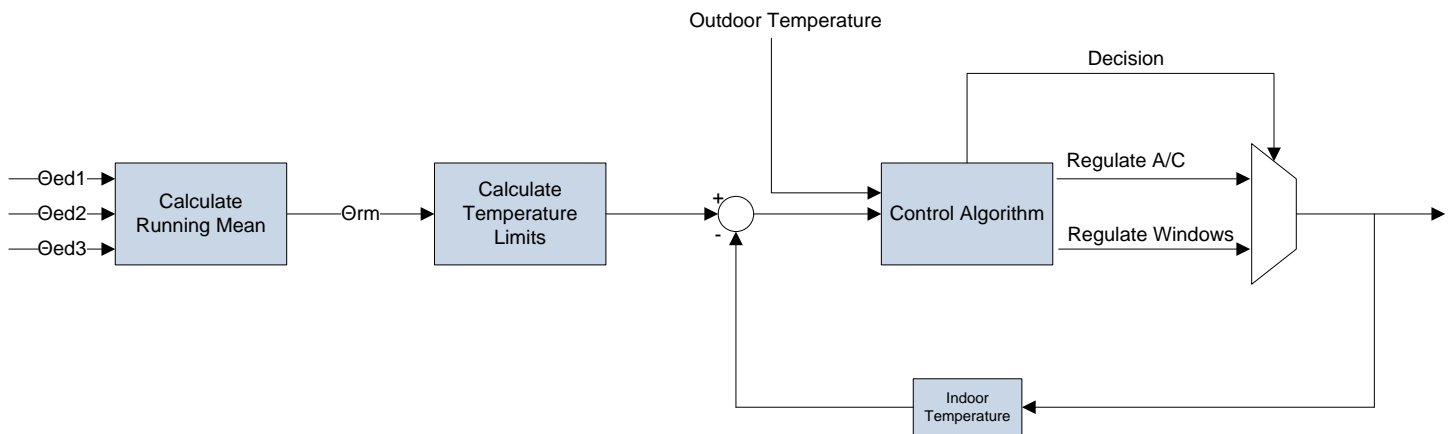 Outdoor Temperature
Decision
Θed1
Θed2
Θed3
Calculate
Running Mean
Θrm
Calculate
Temperature
Limits
+
-
Control Algorithm
Regulate A/C
Regulate Windows
Indoor
Temperature